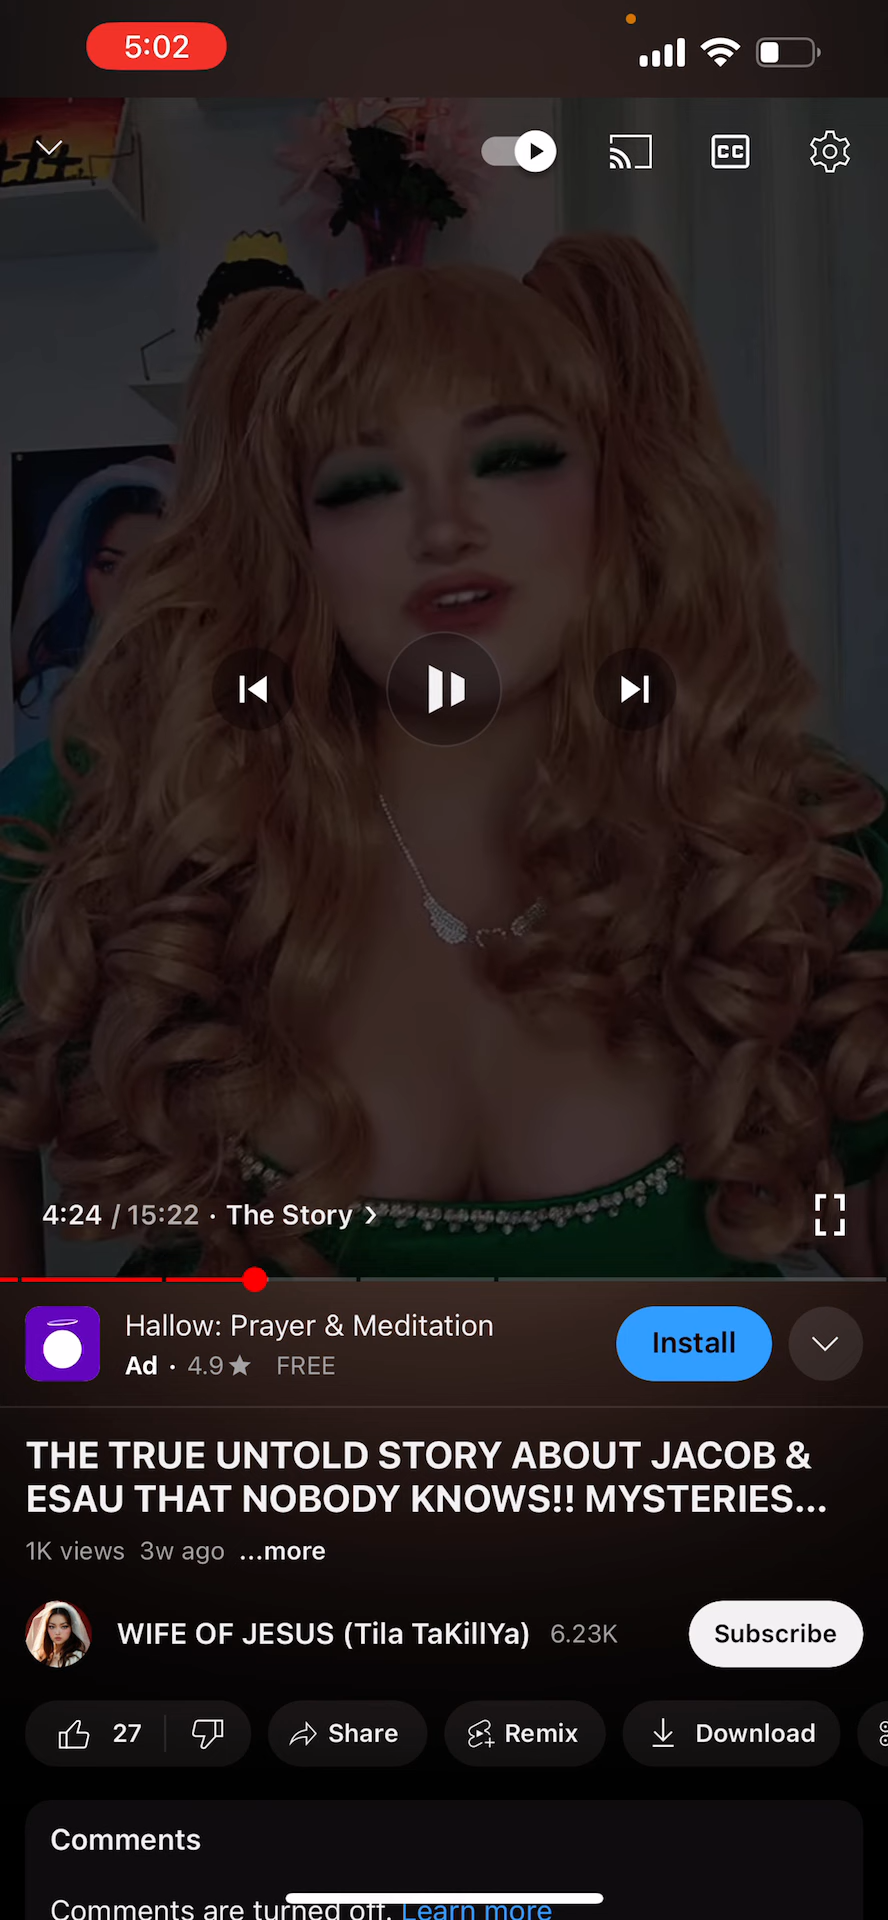 5:02
CC
4:24 / 15:22 · The Story >
Hallow: Prayer & Meditation
Install
Ad · 4.9★ FREE
THE TRUE UNTOLD STORY ABOUT JACOB &
ESAU THAT NOBODY KNOWS!! MYSTERIES...
1K views 3w ago ...more
WIFE OF JESUS (Tila TaKillYa) 6.23K
Subscribe
27 Share Remix Download
Comments
Comments are turned off. Learn more